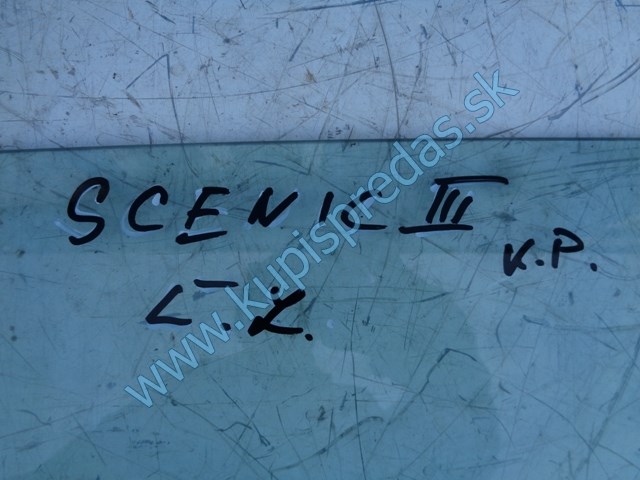 SCENIC III
K.P.
L.Z.
www.kupispredas.sk